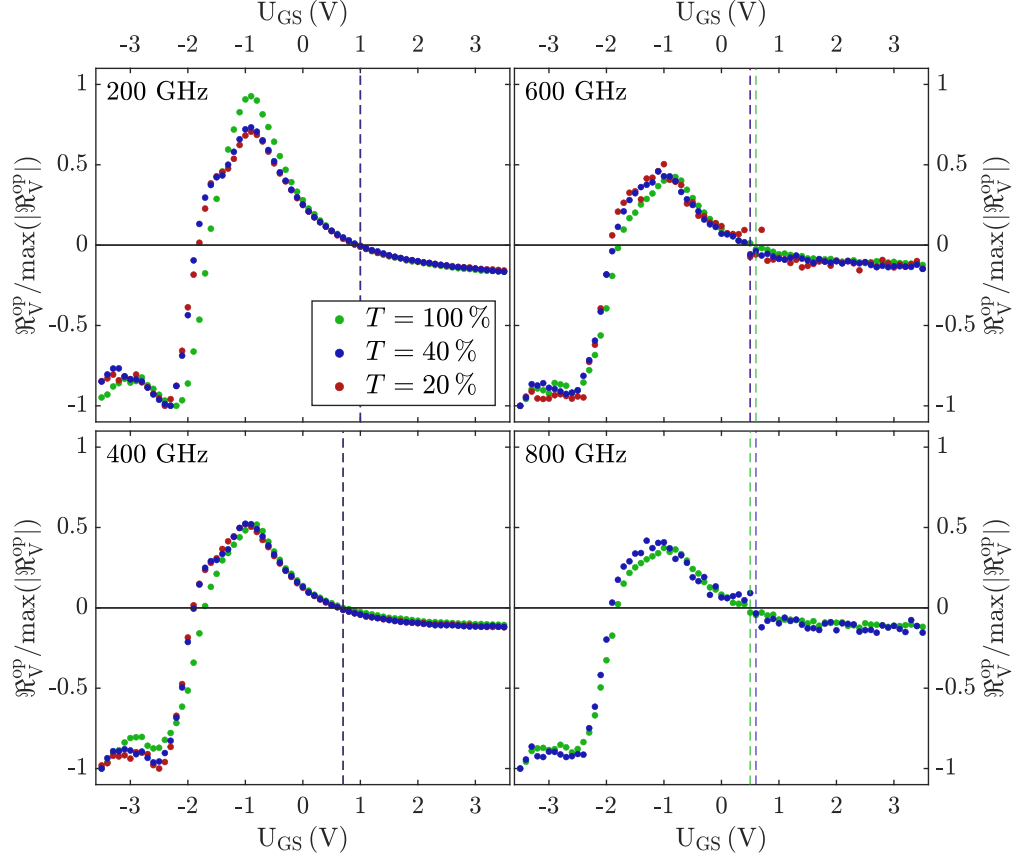 U_GS (V) U_GS (V)
-3 -2 -1 0 1 2 3 -3 -2 -1 0 1 2 3
200 GHz
1
0.5
0
-0.5
-1
ℜ_V^op/max(|ℜ_V^op|)
T = 100 %
T = 40 %
T = 20 %
600 GHz
1
0.5
0
-0.5
-1
ℜ_V^op/max(|ℜ_V^op|)
400 GHz
1
0.5
0
-0.5
-1
ℜ_V^op/max(|ℜ_V^op|)
800 GHz
1
0.5
0
-0.5
-1
ℜ_V^op/max(|ℜ_V^op|)
-3 -2 -1 0 1 2 3 -3 -2 -1 0 1 2 3
U_GS (V) U_GS (V)